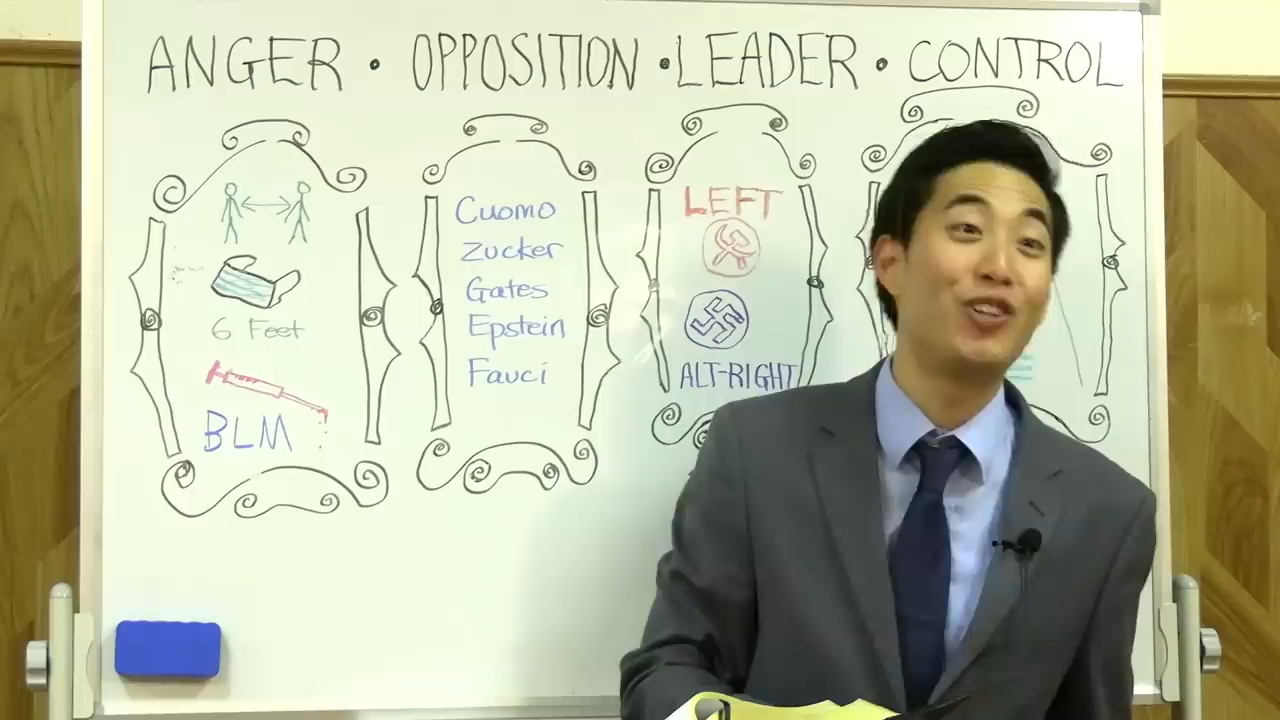 ANGER • OPPOSITION • LEADER • CONTROL
6 Feet
BLM
Cuomo
Zucker
Gates
Epstein
Fauci
LEFT
ALT-RIGHT